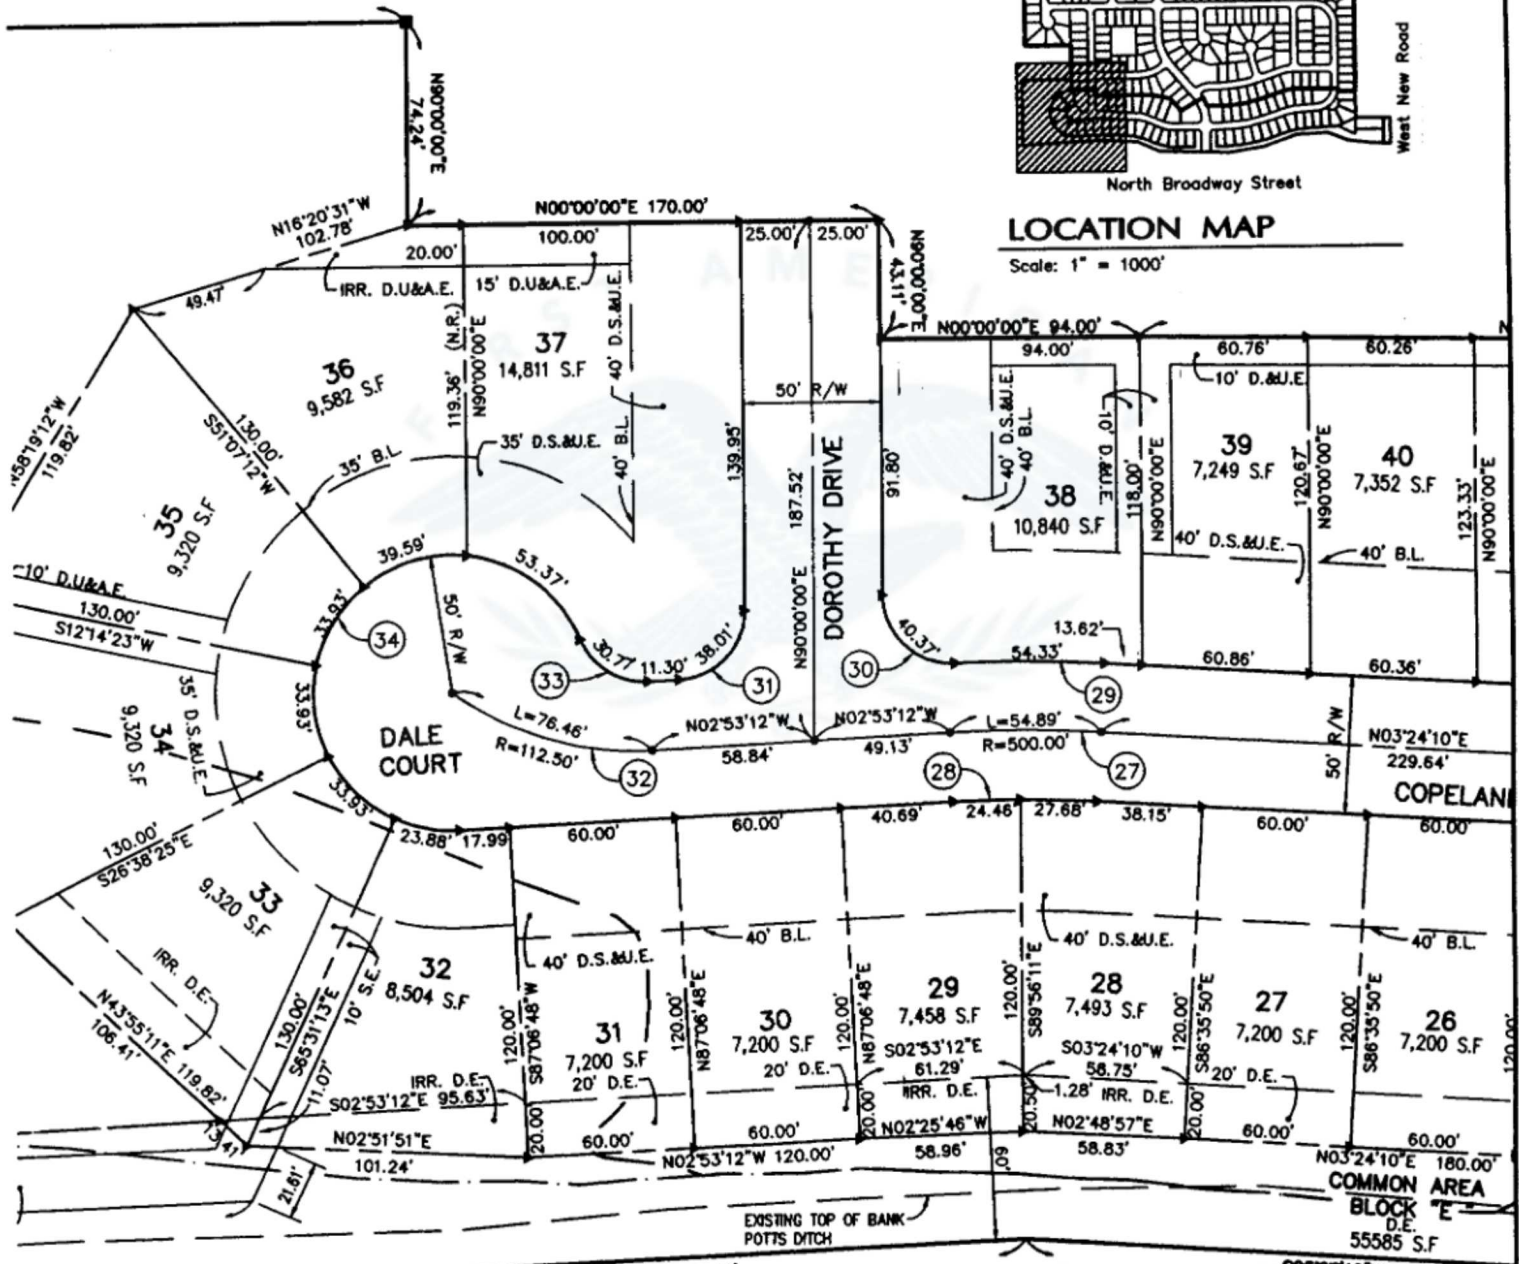 West New Road
North Broadway Street
LOCATION MAP
Scale: 1" = 1000'
N90°00'00"E
74.24'
N16°20'31"W
102.78'
N00°00'00"E 170.00'
20.00'
100.00'
25.00'
25.00'
N90°00'00"E
43.11'
49.47'
IRR. D.U&A.E.
15' D.U&A.E.
N00°00'00"E 94.00'
94.00'
60.76'
60.26'
N
10' D.&U.E.
36
9,582 S.F
119.36' (N.R.)
N90°00'00"E
37
14,811 S.F
40' D.S.&U.E.
40' B.L.
35' D.S.&U.E.
50' R/W
N58°19'12"W
119.82'
130.00'
S51°07'12"W
35' B.L
139.95'
187.52'
N90°00'00"E
DOROTHY DRIVE
91.80'
40' D.S.&U.E.
40' B.L.
38
10,840 S.F
10' D.&U.E.
118.00'
N90°00'00"E
39
7,249 S.F
120.67'
N90°00'00"E
40
7,352 S.F
123.33'
N90°00'00"E
40' D.S.&U.E.
40' B.L.
35
9,320 S.F
10' D.U&A.E.
130.00'
S12°14'23"W
39.59'
53.37'
33.93'
34
50' R/W
30.77'
11.30'
38.01'
33
31
40.37'
30
54.33'
13.62'
29
60.86'
60.36'
33.93'
35' D.S.&U.E.
34
9,320 S.F
DALE
COURT
L=76.46'
R=112.50'
32
N02°53'12"W
58.84'
N02°53'12"W
49.13'
L=54.89'
R=500.00'
27
28
50' R/W
N03°24'10"E
229.64'
COPELAN
33.93'
23.88'
17.99
60.00'
60.00'
40.69'
24.46
27.68'
38.15'
60.00'
60.00'
130.00'
S26°38'25"E
33
9,320 S.F
IRR. D.E.
N43°55'11"E
106.41'
119.82'
13.41
130.00'
S65°31'13"E
10' S.E.
11.07'
21.61'
32
8,504 S.F
40' D.S.&U.E.
40' B.L.
40' D.S.&U.E.
40' B.L.
120.00'
S87°06'48"W
31
7,200 S.F
120.00'
N87°06'48"E
30
7,200 S.F
120.00'
N87°06'48"E
29
7,458 S.F
120.00'
S89°56'11"E
28
7,493 S.F
120.00'
S86°35'50"E
27
7,200 S.F
120.00'
S86°35'50"E
26
7,200 S.F
120.00'
IRR. D.E.
S02°53'12"E 95.63'
20' D.E.
20' D.E.
S02°53'12"E
61.29'
IRR. D.E.
S03°24'10"W
58.75'
1.28' IRR. D.E.
20' D.E.
20.00'
20.00'
20.50'
20.00'
N02°51'51"E
101.24'
60.00'
60.00'
N02°53'12"W 120.00'
N02°25'46"W
58.96'
N02°48'57"E
58.83'
60.00'
60.00'
N03°24'10"E 180.00'
60'
EXISTING TOP OF BANK
POTTS DITCH
COMMON AREA
BLOCK "E"
D.E.
55585 S.F